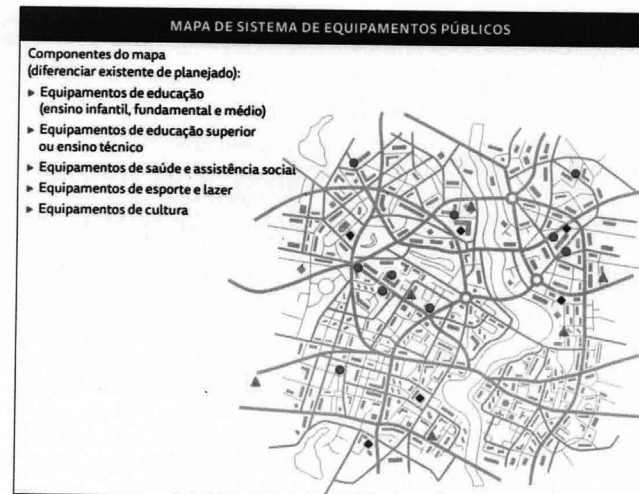 MAPA DE SISTEMA DE EQUIPAMENTOS PÚBLICOS
Componentes do mapa
(diferenciar existente de planejado):
▸ Equipamentos de educação
(ensino infantil, fundamental e médio)
▸ Equipamentos de educação superior
ou ensino técnico
▸ Equipamentos de saúde e assistência social
▸ Equipamentos de esporte e lazer
▸ Equipamentos de cultura